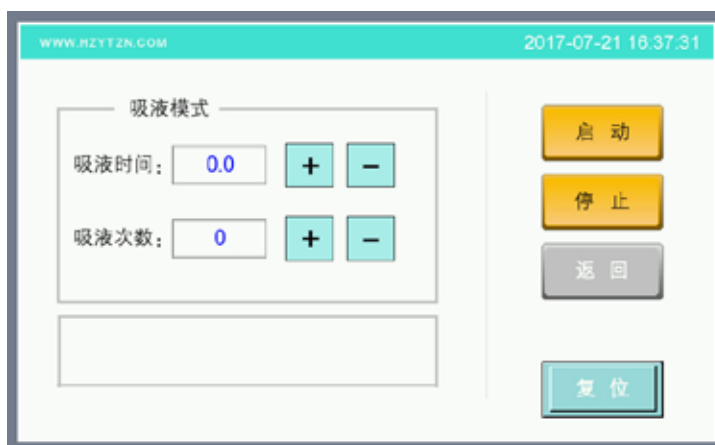 WWW.HZYTZN.COM 2017-07-21 16:37:31
吸液模式
吸液时间： 0.0 + −
吸液次数： 0 + −
启 动
停 止
返 回
复 位